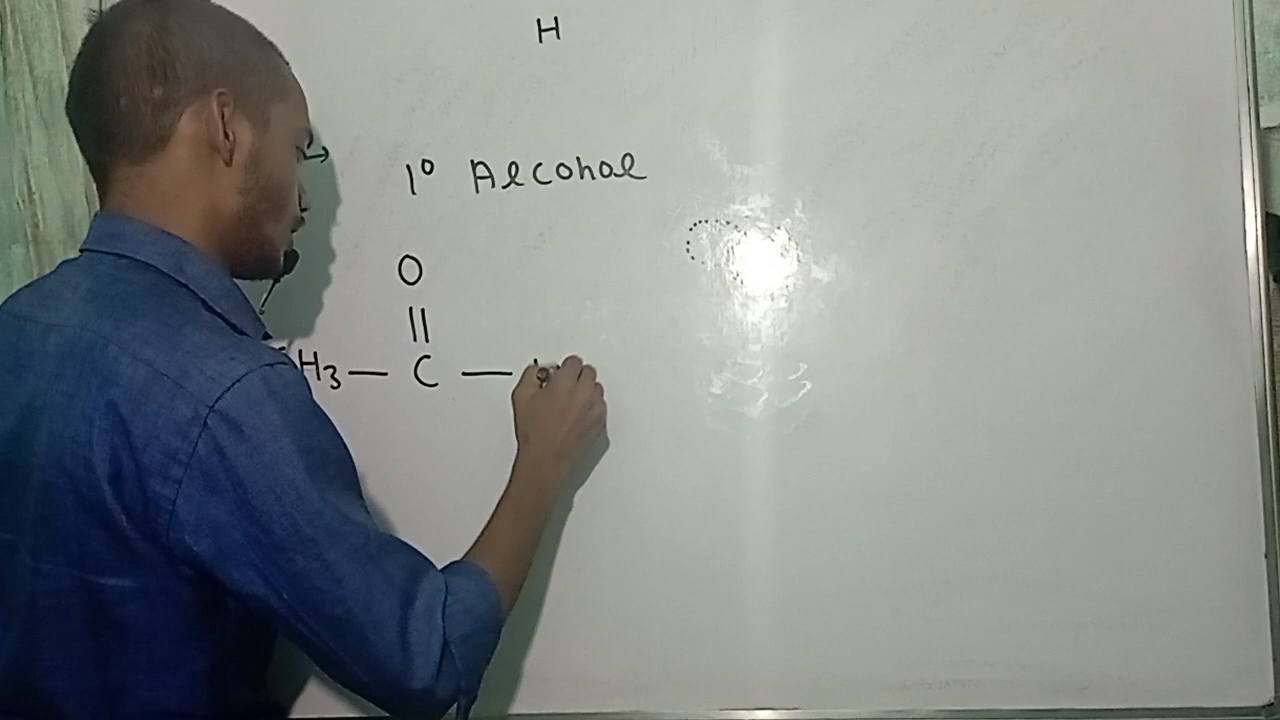 H
→ 1° Alcohol
O
||
H3— C —